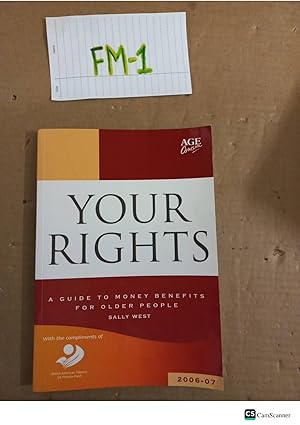 FM-1
AGE
Concern
YOUR
RIGHTS
A GUIDE TO MONEY BENEFITS
FOR OLDER PEOPLE
SALLY WEST
With the compliments of
2006-07
CS CamScanner